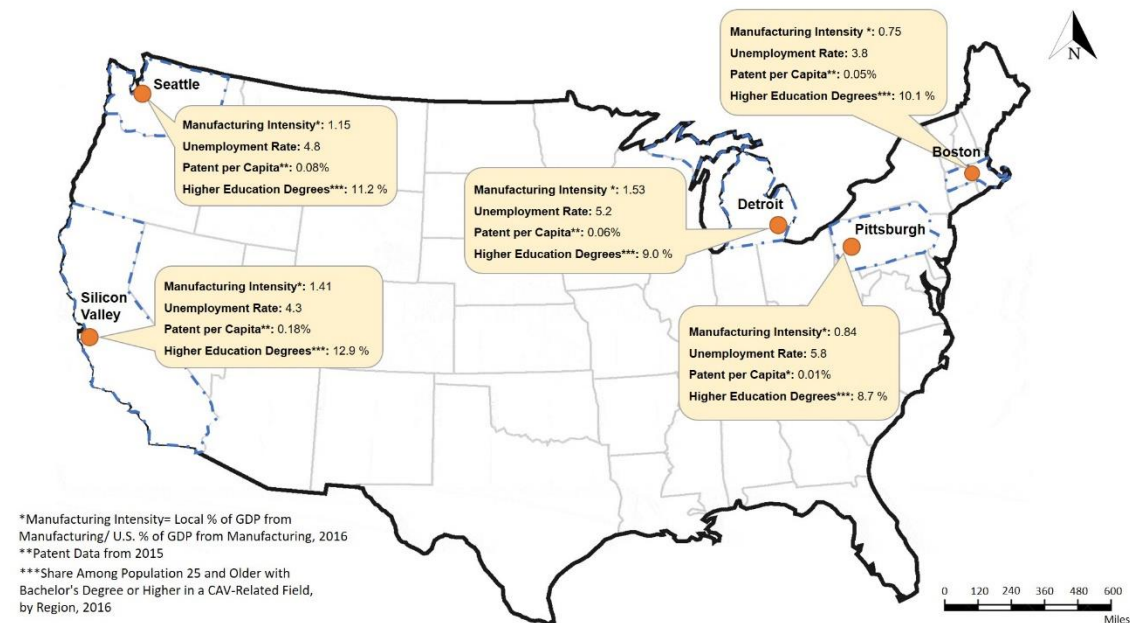 Manufacturing Intensity *: 0.75
Unemployment Rate: 3.8
Patent per Capita**: 0.05%
Higher Education Degrees***: 10.1 %
N
Seattle
Manufacturing Intensity*: 1.15
Unemployment Rate: 4.8
Patent per Capita**: 0.08%
Higher Education Degrees***: 11.2 %
Boston
Manufacturing Intensity *: 1.53
Unemployment Rate: 5.2
Patent per Capita**: 0.06%
Higher Education Degrees***: 9.0 %
Detroit
Pittsburgh
Silicon
Valley
Manufacturing Intensity*: 1.41
Unemployment Rate: 4.3
Patent per Capita**: 0.18%
Higher Education Degrees***: 12.9 %
Manufacturing Intensity*: 0.84
Unemployment Rate: 5.8
Patent per Capita*: 0.01%
Higher Education Degrees***: 8.7 %
*Manufacturing Intensity= Local % of GDP from
Manufacturing/ U.S. % of GDP from Manufacturing, 2016
**Patent Data from 2015
***Share Among Population 25 and Older with
Bachelor's Degree or Higher in a CAV-Related Field,
by Region, 2016
0 120 240 360 480 600
Miles